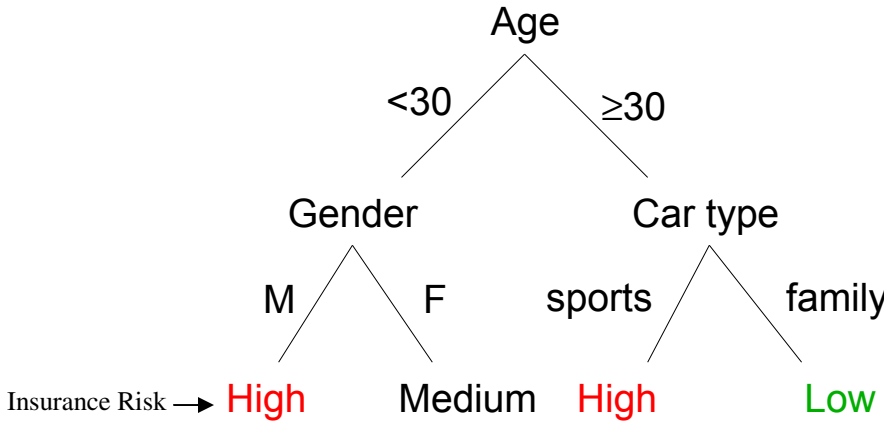 Age
<30 ≥30
Gender Car type
M F sports family
Insurance Risk High Medium High Low